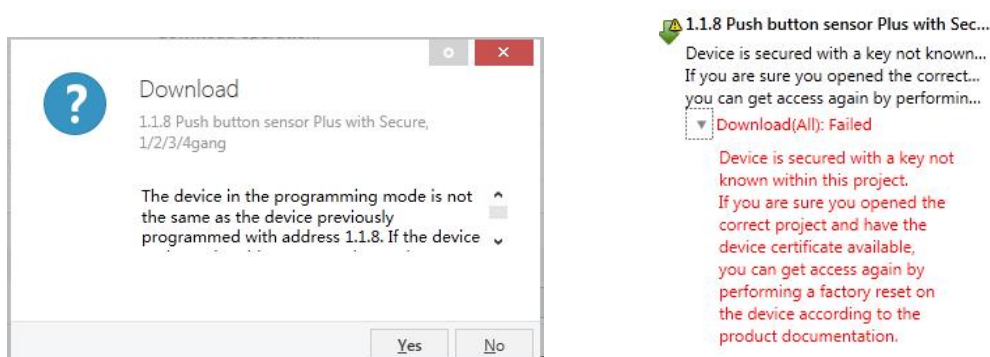 Download
1.1.8 Push button sensor Plus with Secure,
1/2/3/4gang
The device in the programming mode is not
the same as the device previously
programmed with address 1.1.8. If the device
Yes
No
1.1.8 Push button sensor Plus with Sec...
Device is secured with a key not known...
If you are sure you opened the correct...
you can get access again by performin...
Download(All): Failed
Device is secured with a key not
known within this project.
If you are sure you opened the
correct project and have the
device certificate available,
you can get access again by
performing a factory reset on
the device according to the
product documentation.